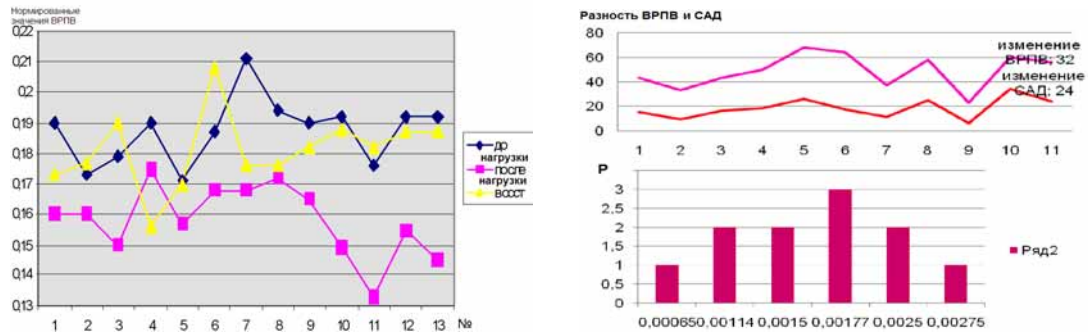 Нормированные
значения ВРПВ
0,22
0,21
0,2
0,19
0,18
0,17
0,16
0,15
0,14
0,13
1 2 3 4 5 6 7 8 9 10 11 12 13 №
до
нагрузки
после
нагрузки
восст
Разность ВРПВ и САД
80
60
40
20
0
изменение
ВРПВ; 32
изменение
САД; 24
1 2 3 4 5 6 7 8 9 10 11
Р
3
2,5
2
1,5
1
0,5
0
0,000650,00114 0,0015 0,00177 0,0025 0,00275
Ряд2